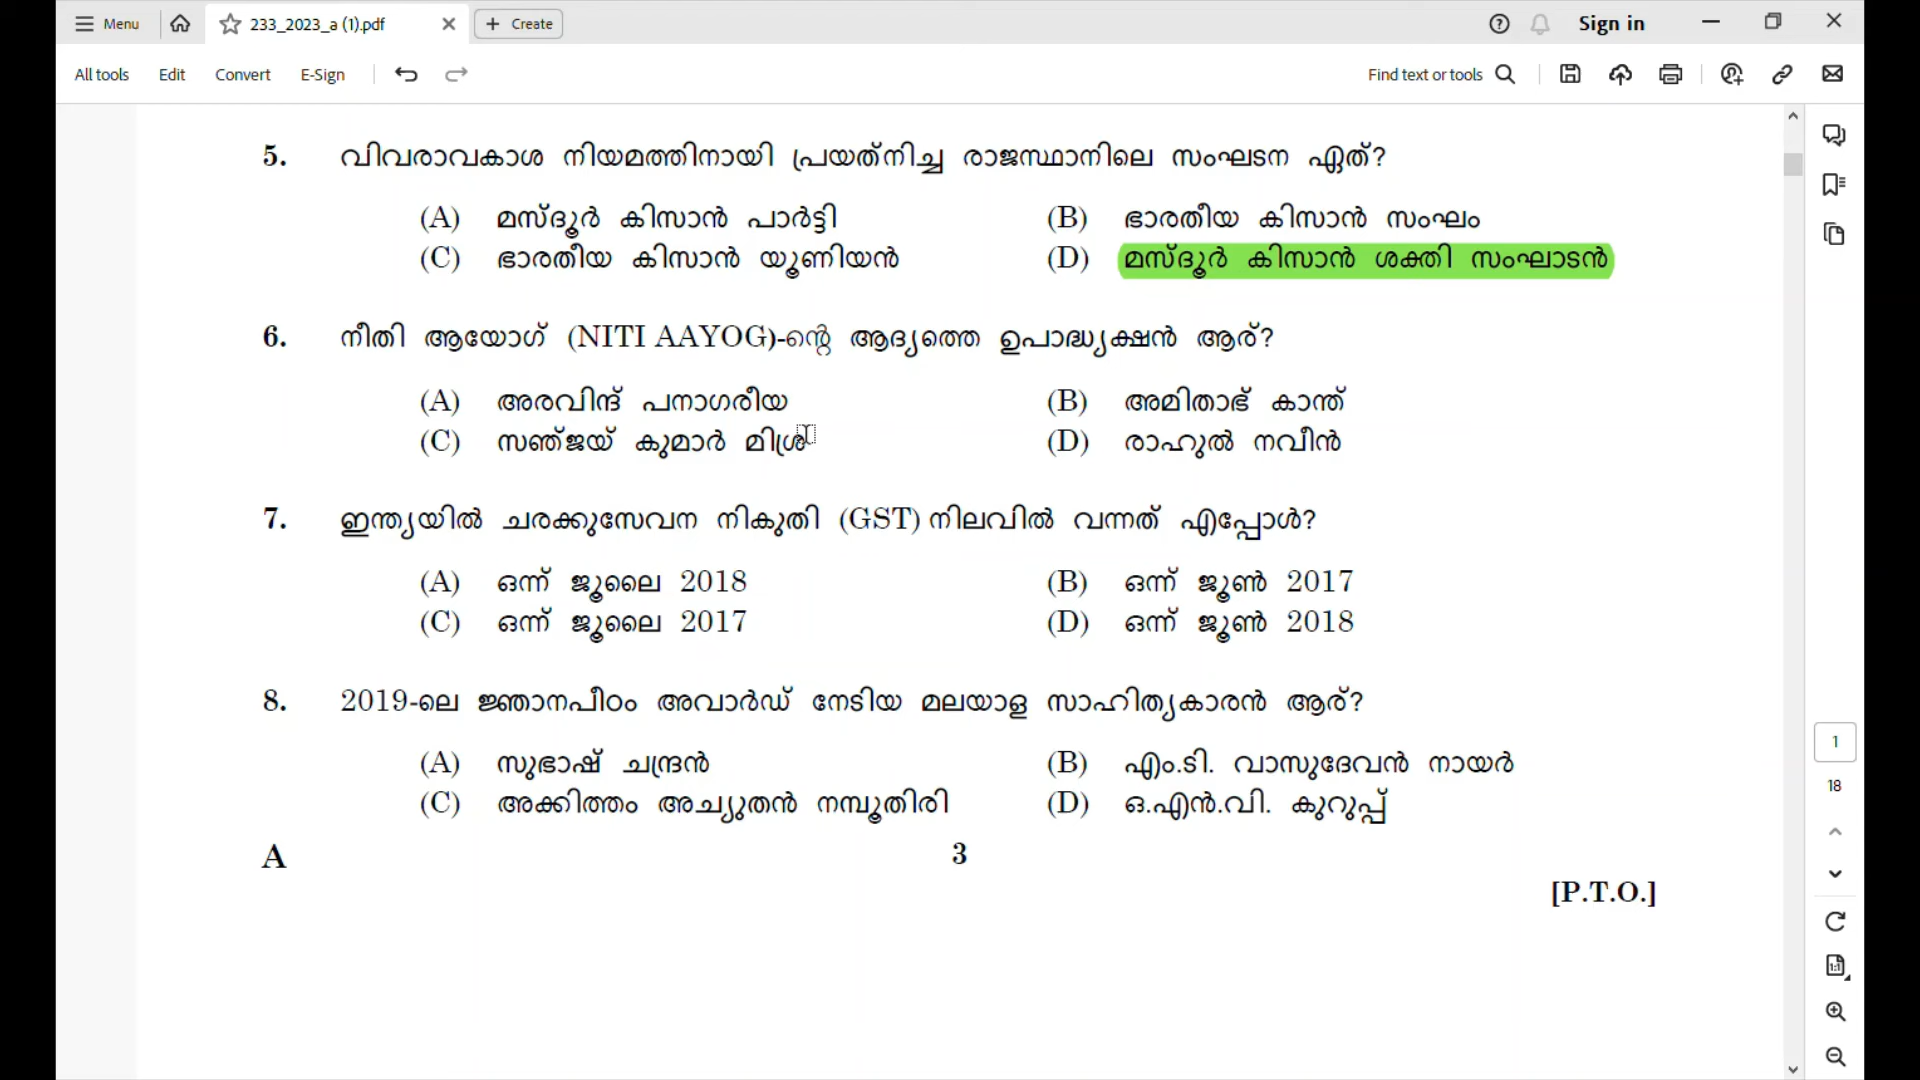 Menu
233_2023_a (1).pdf
Create
Sign in
All tools Edit Convert E-Sign
Find text or tools
5. വിവരാവകാശ നിയമത്തിനായി പ്രയത്നിച്ച രാജസ്ഥാനിലെ സംഘടന ഏത്?
(A) മസ്ദൂർ കിസാൻ പാർട്ടി (B) ഭാരതീയ കിസാൻ സംഘം
(C) ഭാരതീയ കിസാൻ യൂണിയൻ (D) മസ്ദൂർ കിസാൻ ശക്തി സംഘാടൻ
6. നീതി ആയോഗ് (NITI AAYOG)-ന്റെ ആദ്യത്തെ ഉപാദ്ധ്യക്ഷൻ ആര്?
(A) അരവിന്ദ് പനാഗരീയ (B) അമിതാഭ് കാന്ത്
(C) സഞ്ജയ് കുമാർ മിശ്ര (D) രാഹുൽ നവീൻ
7. ഇന്ത്യയിൽ ചരക്കുസേവന നികുതി (GST) നിലവിൽ വന്നത് എപ്പോൾ?
(A) ഒന്ന് ജൂലൈ 2018 (B) ഒന്ന് ജൂൺ 2017
(C) ഒന്ന് ജൂലൈ 2017 (D) ഒന്ന് ജൂൺ 2018
8. 2019-ലെ ജ്ഞാനപീഠം അവാർഡ് നേടിയ മലയാള സാഹിത്യകാരൻ ആര്?
(A) സുഭാഷ് ചന്ദ്രൻ (B) എം.ടി. വാസുദേവൻ നായർ
(C) അക്കിത്തം അച്യുതൻ നമ്പൂതിരി (D) ഒ.എൻ.വി. കുറുപ്പ്
A 3
[P.T.O.]
1
18